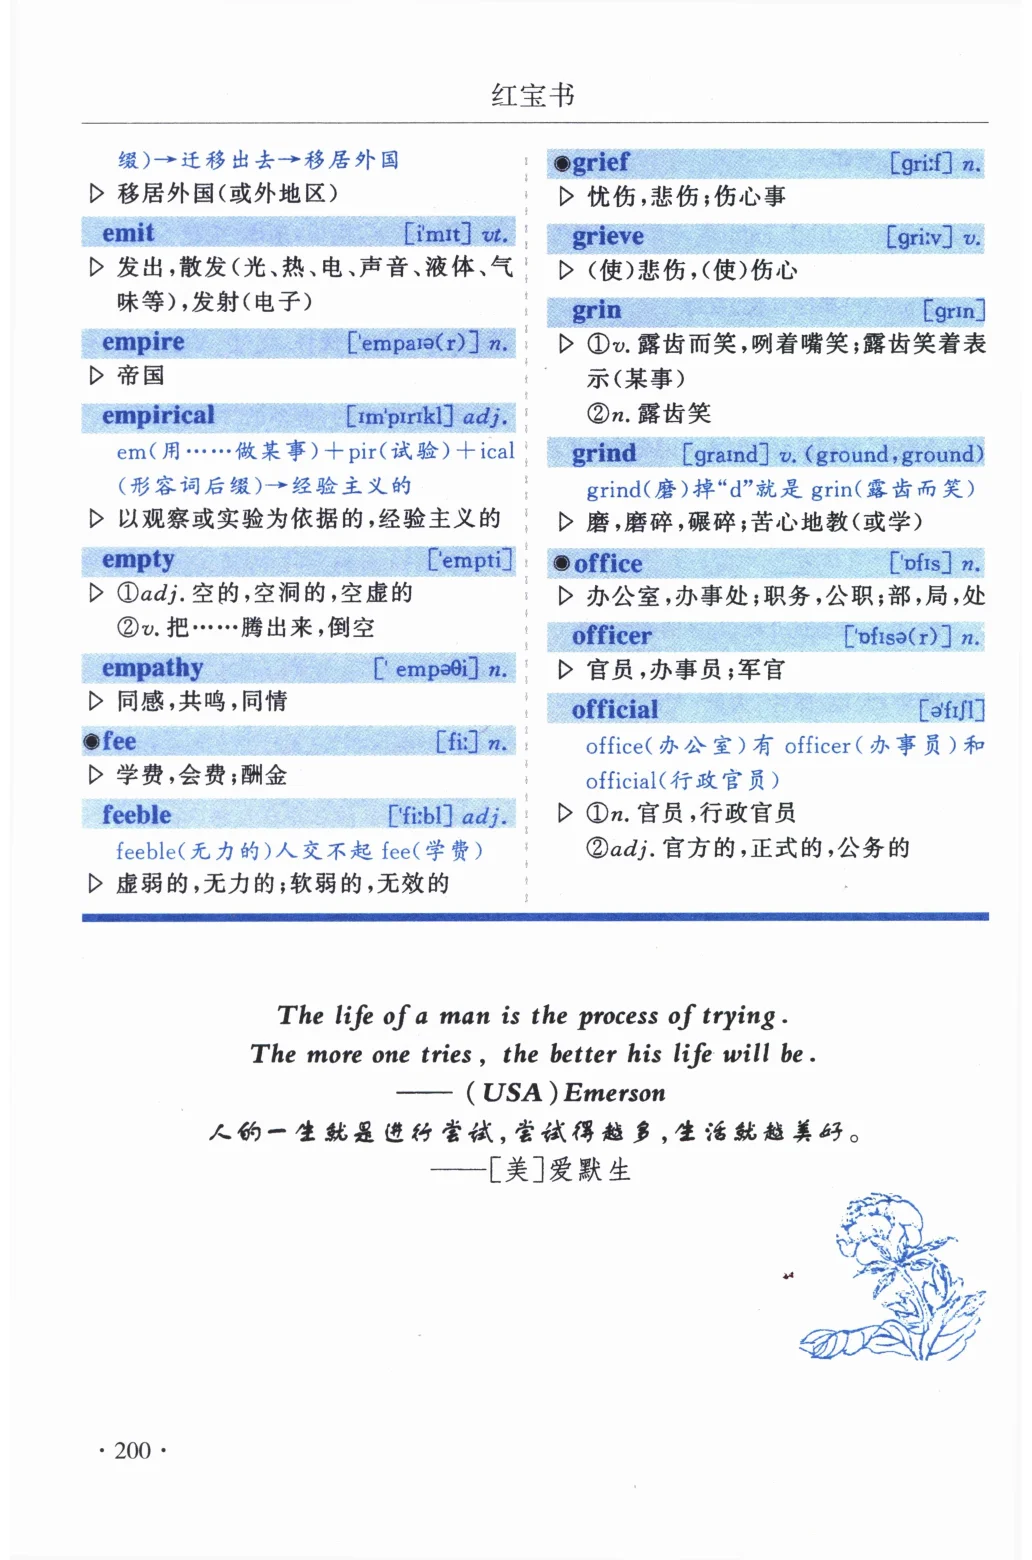 红宝书
缀)→迁移出去→移居外国
▷ 移居外国(或外地区)
emit [i'mɪt] vt.
▷ 发出,散发(光、热、电、声音、液体、气
味等),发射(电子)
empire ['empaɪə(r)] n.
▷ 帝国
empirical [ɪm'pɪrɪkl] adj.
em(用……做某事)+pir(试验)+ical
(形容词后缀)→经验主义的
▷ 以观察或实验为依据的,经验主义的
empty ['empti]
▷ ①adj. 空的,空洞的,空虚的
②v. 把……腾出来,倒空
empathy [' empəθi] n.
▷ 同感,共鸣,同情
◉fee [fi:] n.
▷ 学费,会费;酬金
feeble ['fi:bl] adj.
feeble(无力的)人交不起 fee(学费)
▷ 虚弱的,无力的;软弱的,无效的
◉grief [gri:f] n.
▷ 忧伤,悲伤;伤心事
grieve [gri:v] v.
▷ (使)悲伤,(使)伤心
grin [grɪn]
▷ ①v. 露齿而笑,咧着嘴笑;露齿笑着表
示(某事)
②n. 露齿笑
grind [graɪnd] v. (ground,ground)
grind(磨)掉“d”就是 grin(露齿而笑)
▷ 磨,磨碎,碾碎;苦心地教(或学)
◉office ['ɒfɪs] n.
▷ 办公室,办事处;职务,公职;部,局,处
officer ['ɒfɪsə(r)] n.
▷ 官员,办事员;军官
official [ə'fɪʃl]
office(办公室)有 officer(办事员)和
official(行政官员)
▷ ①n. 官员,行政官员
②adj. 官方的,正式的,公务的
The life of a man is the process of trying.
The more one tries, the better his life will be.
——(USA)Emerson
人的一生就是进行尝试,尝试得越多,生活就越美好。
——[美]爱默生
· 200 ·